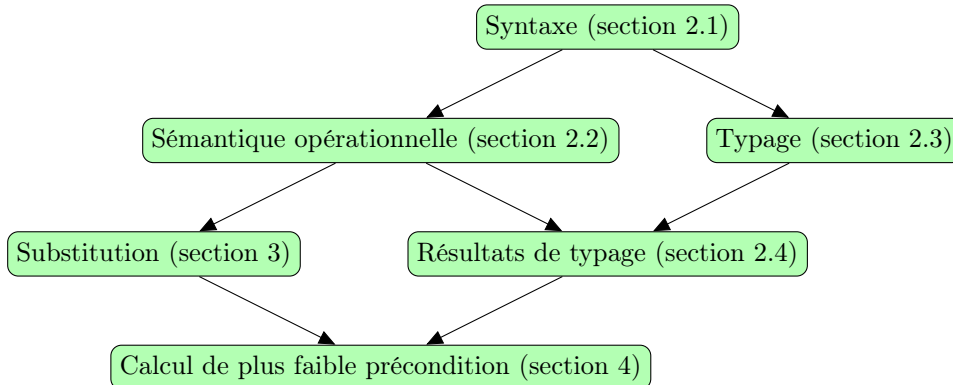 Syntaxe (section 2.1)
Sémantique opérationnelle (section 2.2)
Typage (section 2.3)
Substitution (section 3)
Résultats de typage (section 2.4)
Calcul de plus faible précondition (section 4)